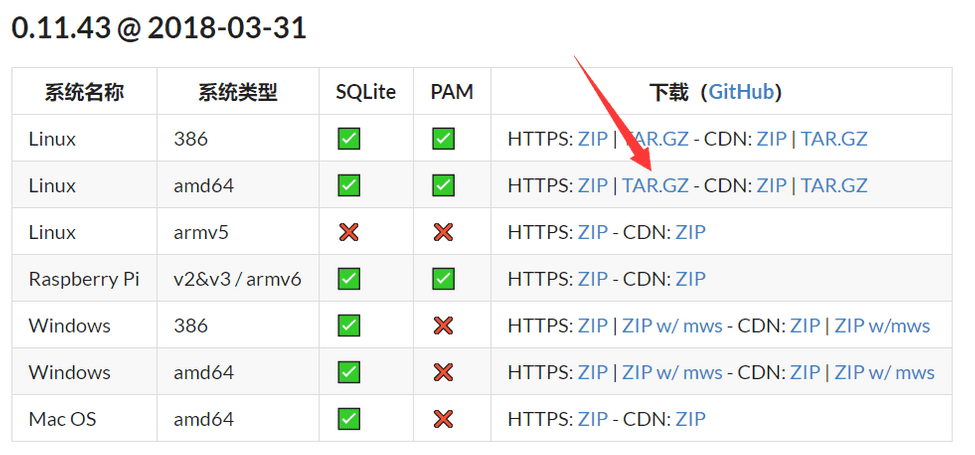 0.11.43 @ 2018-03-31
系统名称 系统类型 SQLite PAM 下载（GitHub）
Linux 386 HTTPS: ZIP | TAR.GZ - CDN: ZIP | TAR.GZ
Linux amd64 HTTPS: ZIP | TAR.GZ - CDN: ZIP | TAR.GZ
Linux armv5 HTTPS: ZIP - CDN: ZIP
Raspberry Pi v2&v3 / armv6 HTTPS: ZIP - CDN: ZIP
Windows 386 HTTPS: ZIP | ZIP w/ mws - CDN: ZIP | ZIP w/mws
Windows amd64 HTTPS: ZIP | ZIP w/ mws - CDN: ZIP | ZIP w/ mws
Mac OS amd64 HTTPS: ZIP - CDN: ZIP